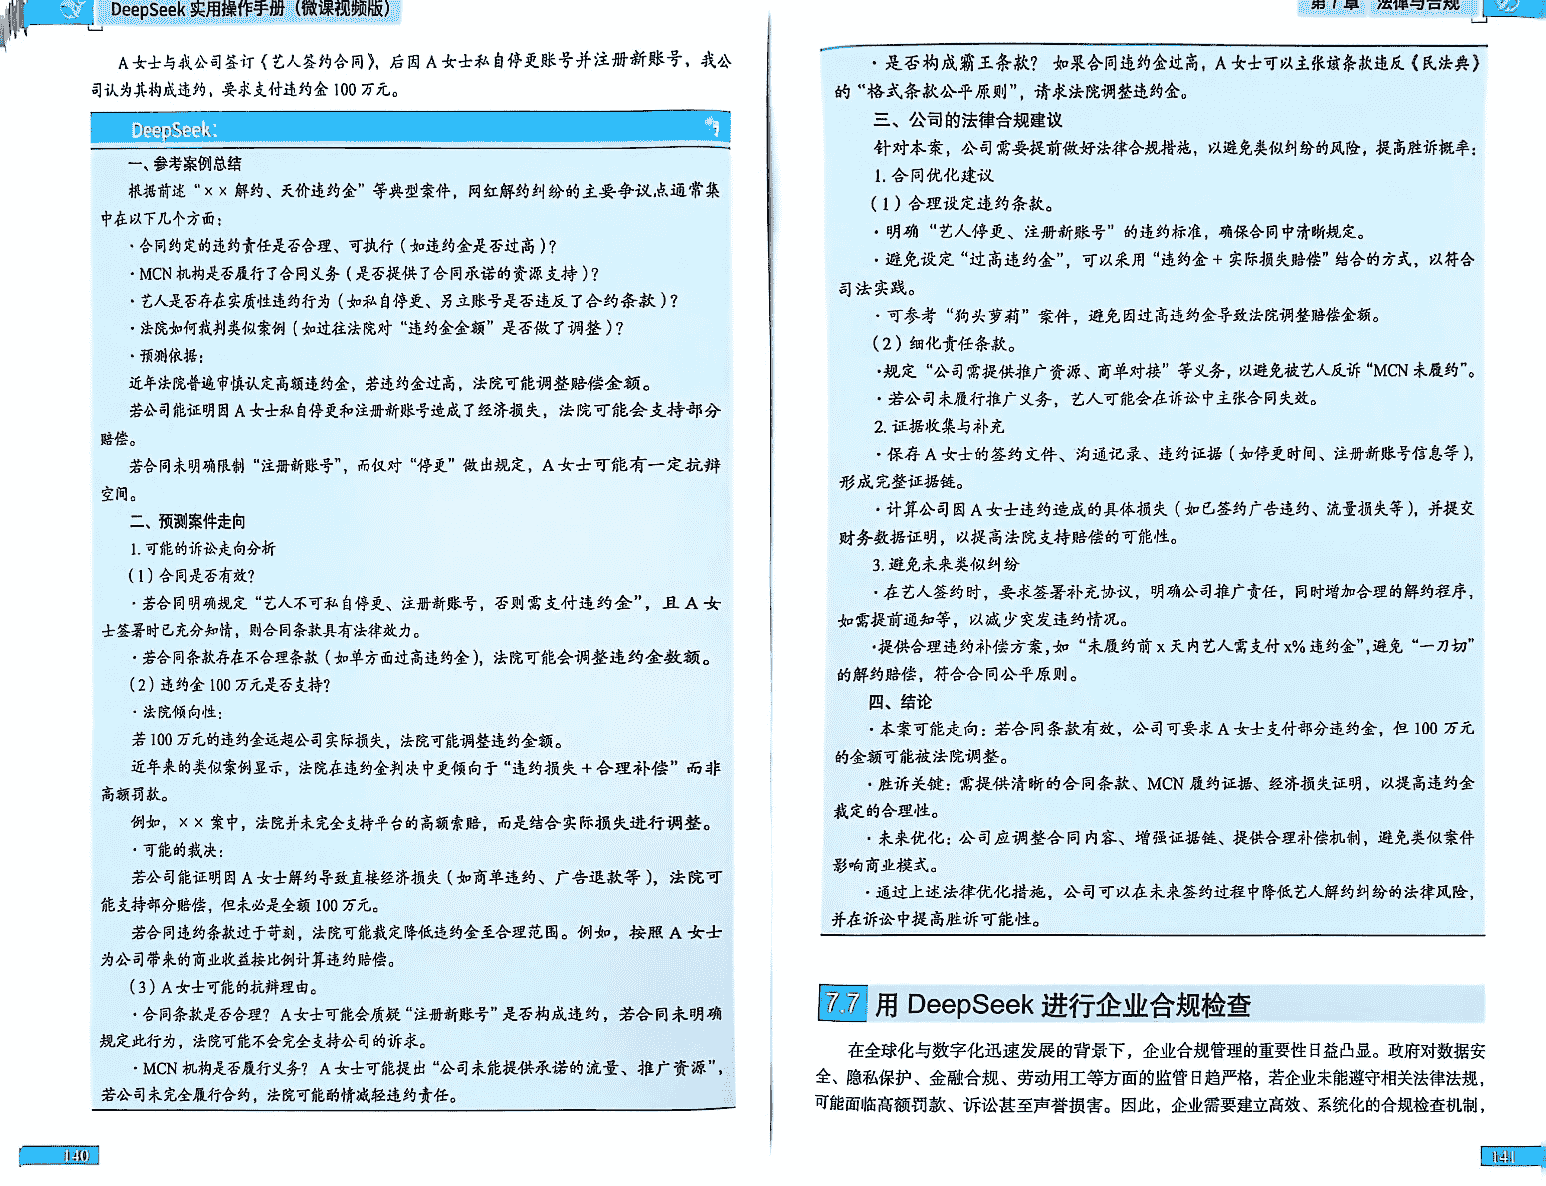 DeepSeek 实用操作手册（微课视频版）
A 女士与我公司签订《艺人签约合同》，后因 A 女士私自停更账号并注册新账号，我公
司认为其构成违约，要求支付违约金 100 万元。
DeepSeek：
一、参考案例总结
根据前述“××解约、天价违约金”等典型案件，网红解约纠纷的主要争议点通常集
中在以下几个方面：
· 合同约定的违约责任是否合理、可执行（如违约金是否过高）？
· MCN 机构是否履行了合同义务（是否提供了合同承诺的资源支持）？
· 艺人是否存在实质性违约行为（如私自停更、另立账号是否违反了合约条款）？
· 法院如何裁判类似案例（如过往法院对“违约金金额”是否做了调整）？
· 预测依据：
近年法院普遍审慎认定高额违约金，若违约金过高，法院可能调整赔偿金额。
若公司能证明因 A 女士私自停更和注册新账号造成了经济损失，法院可能会支持部分
赔偿。
若合同未明确限制“注册新账号”，而仅对“停更”做出规定，A 女士可能有一定抗辩
空间。
二、预测案件走向
1. 可能的诉讼走向分析
（1）合同是否有效？
· 若合同明确规定“艺人不可私自停更、注册新账号，否则需支付违约金”，且 A 女
士签署时已充分知情，则合同条款具有法律效力。
· 若合同条款存在不合理条款（如单方面过高违约金），法院可能会调整违约金数额。
（2）违约金 100 万元是否支持？
· 法院倾向性：
若 100 万元的违约金远超公司实际损失，法院可能调整违约金额。
近年来的类似案例显示，法院在违约金判决中更倾向于“违约损失 + 合理补偿”而非
高额罚款。
例如，××案中，法院并未完全支持平台的高额索赔，而是结合实际损失进行调整。
· 可能的裁决：
若公司能证明因 A 女士解约导致直接经济损失（如商单违约、广告退款等），法院可
能支持部分赔偿，但未必是全额 100 万元。
若合同违约条款过于苛刻，法院可能裁定降低违约金至合理范围。例如，按照 A 女士
为公司带来的商业收益按比例计算违约赔偿。
（3）A 女士可能的抗辩理由。
· 合同条款是否合理？ A 女士可能会质疑“注册新账号”是否构成违约，若合同未明确
规定此行为，法院可能不会完全支持公司的诉求。
· MCN 机构是否履行义务？ A 女士可能提出“公司未能提供承诺的流量、推广资源”，
若公司未完全履行合约，法院可能酌情减轻违约责任。
140
第 7 章 法律与合规
· 是否构成霸王条款？ 如果合同违约金过高，A 女士可以主张该条款违反《民法典》
的“格式条款公平原则”，请求法院调整违约金。
三、公司的法律合规建议
针对本案，公司需要提前做好法律合规措施，以避免类似纠纷的风险，提高胜诉概率：
1. 合同优化建议
（1）合理设定违约条款。
· 明确“艺人停更、注册新账号”的违约标准，确保合同中清晰规定。
· 避免设定“过高违约金”，可以采用“违约金 + 实际损失赔偿”结合的方式，以符合
司法实践。
· 可参考“狗头萝莉”案件，避免因过高违约金导致法院调整赔偿金额。
（2）细化责任条款。
· 规定“公司需提供推广资源、商单对接”等义务，以避免被艺人反诉“MCN 未履约”。
· 若公司未履行推广义务，艺人可能会在诉讼中主张合同失效。
2. 证据收集与补充
· 保存 A 女士的签约文件、沟通记录、违约证据（如停更时间、注册新账号信息等），
形成完整证据链。
· 计算公司因 A 女士违约造成的具体损失（如已签约广告违约、流量损失等），并提交
财务数据证明，以提高法院支持赔偿的可能性。
3. 避免未来类似纠纷
· 在艺人签约时，要求签署补充协议，明确公司推广责任，同时增加合理的解约程序，
如需提前通知等，以减少突发违约情况。
· 提供合理违约补偿方案，如“未履约前 x 天内艺人需支付 x% 违约金”，避免“一刀切”
的解约赔偿，符合合同公平原则。
四、结论
· 本案可能走向：若合同条款有效，公司可要求 A 女士支付部分违约金，但 100 万元
的金额可能被法院调整。
· 胜诉关键：需提供清晰的合同条款、MCN 履约证据、经济损失证明，以提高违约金
裁定的合理性。
· 未来优化：公司应调整合同内容、增强证据链、提供合理补偿机制，避免类似案件
影响商业模式。
· 通过上述法律优化措施，公司可以在未来签约过程中降低艺人解约纠纷的法律风险，
并在诉讼中提高胜诉可能性。
7.7 用 DeepSeek 进行企业合规检查
在全球化与数字化迅速发展的背景下，企业合规管理的重要性日益凸显。政府对数据安
全、隐私保护、金融合规、劳动用工等方面的监管日趋严格，若企业未能遵守相关法律法规，
可能面临高额罚款、诉讼甚至声誉损害。因此，企业需要建立高效、系统化的合规检查机制，
141